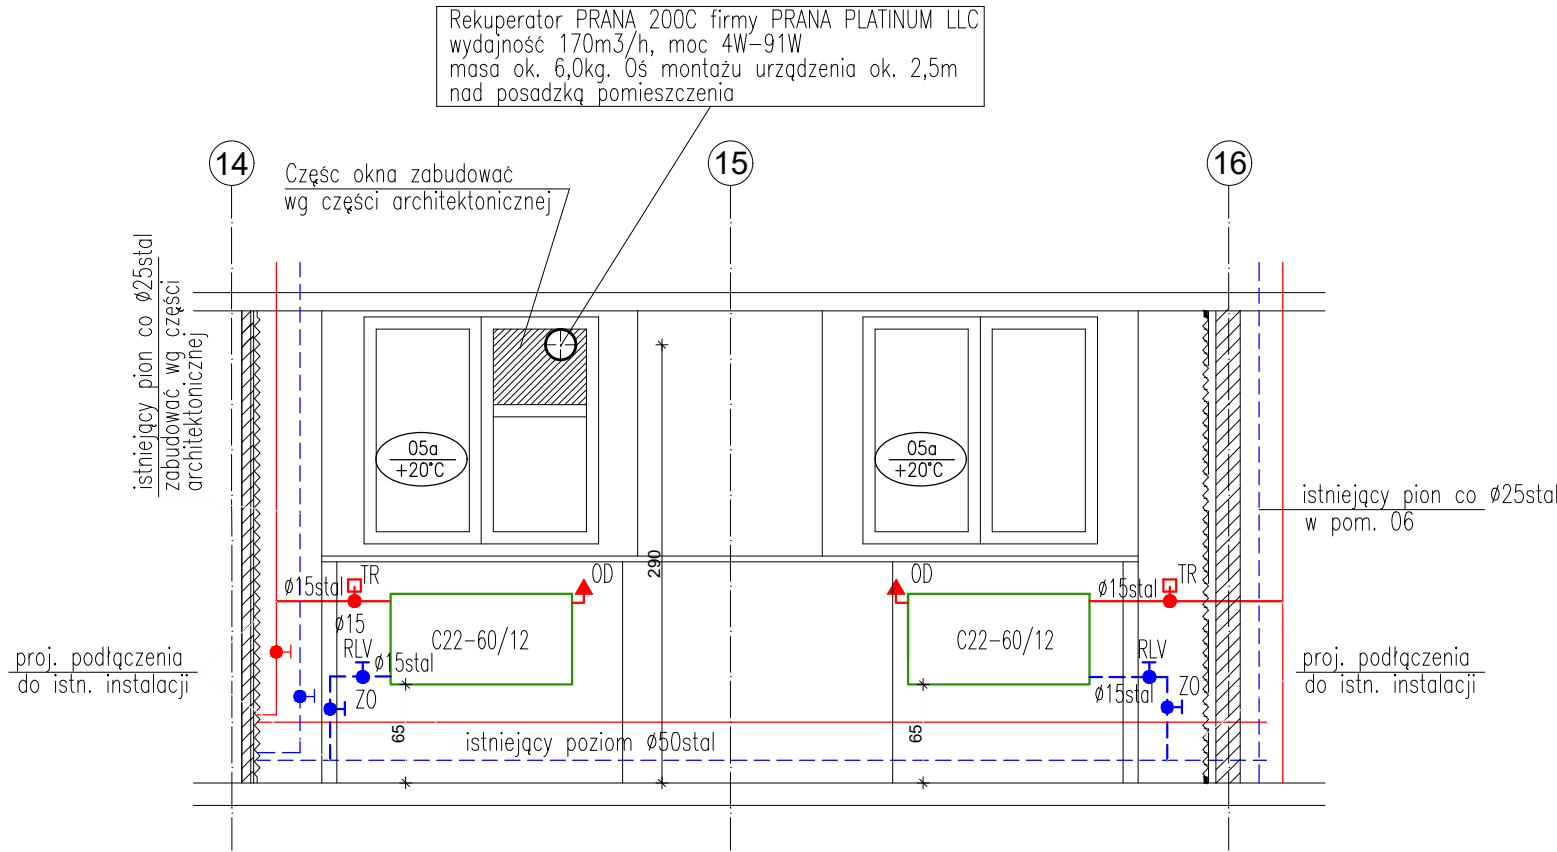 Rekuperator PRANA 200C firmy PRANA PLATINUM LLC
wydajność 170m3/h, moc 4W-91W
masa ok. 6,0kg. Oś montażu urządzenia ok. 2,5m
nad posadzką pomieszczenia
14
15
16
Częśc okna zabudować
wg części architektonicznej
istniejący pion co ø25stal
zabudować wg części
architektonicznej
05a
+20°C
05a
+20°C
istniejący pion co ø25stal
w pom. 06
290
ø15stal
TR
OD
OD
ø15stal
TR
ø15
C22-60/12
C22-60/12
RLV
ø15stal
RLV
ø15stal
ZO
ZO
proj. podłączenia
do istn. instalacji
proj. podłączenia
do istn. instalacji
65
65
istniejący poziom ø50stal